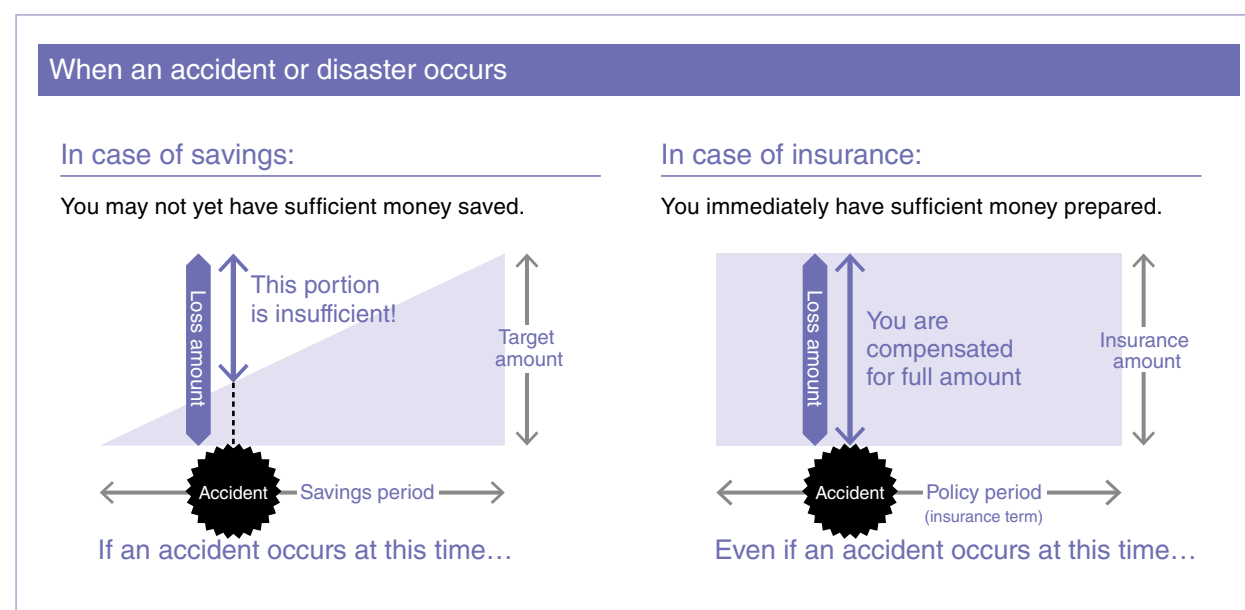 When an accident or disaster occurs
In case of savings:
You may not yet have sufficient money saved.
Loss amount
This portion
is insufficient!
Target
amount
Accident
Savings period
If an accident occurs at this time…
In case of insurance:
You immediately have sufficient money prepared.
Loss amount
You are
compensated
for full amount
Insurance
amount
Accident
Policy period
(insurance term)
Even if an accident occurs at this time…